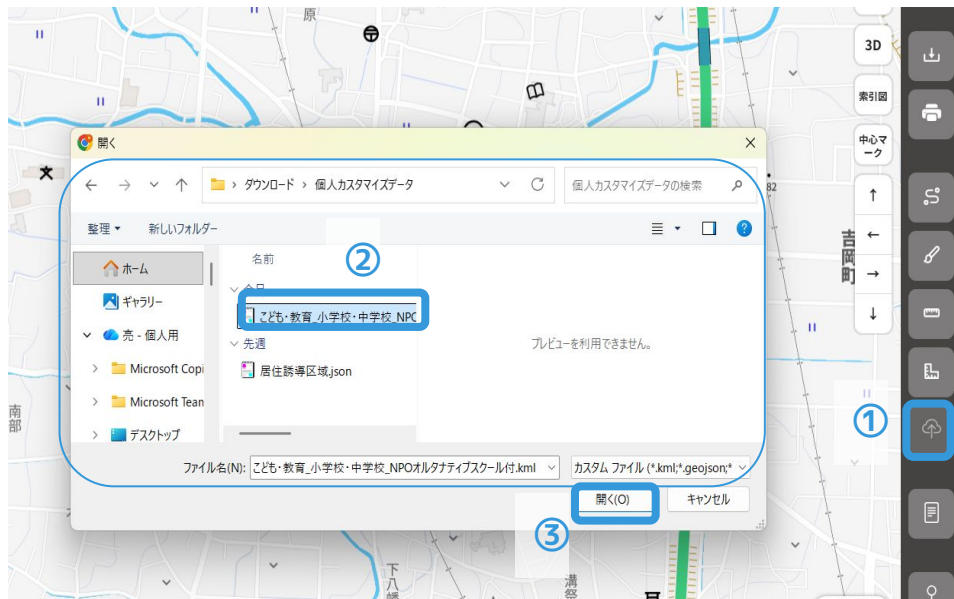 原
3D
索引図
中心マ
ーク
開く
ダウンロード
個人カスタマイズデータ
個人カスタマイズデータの検索
82
文
整理
新しいフォルダー
②
名前
ホーム
今日
ギャラリー
こども・教育_小学校・中学校_NPO
亮 - 個人用
先週
プレビューを利用できません。
Microsoft Copi
居住誘導区域.json
Microsoft Team
デスクトップ
吉岡町
①
南部
ファイル名(N):
こども・教育_小学校・中学校_NPOオルタナティブスクール付.kml
カスタム ファイル (*.kml;*.geojson;*
開く(O)
キャンセル
③
下八幡
溝祭